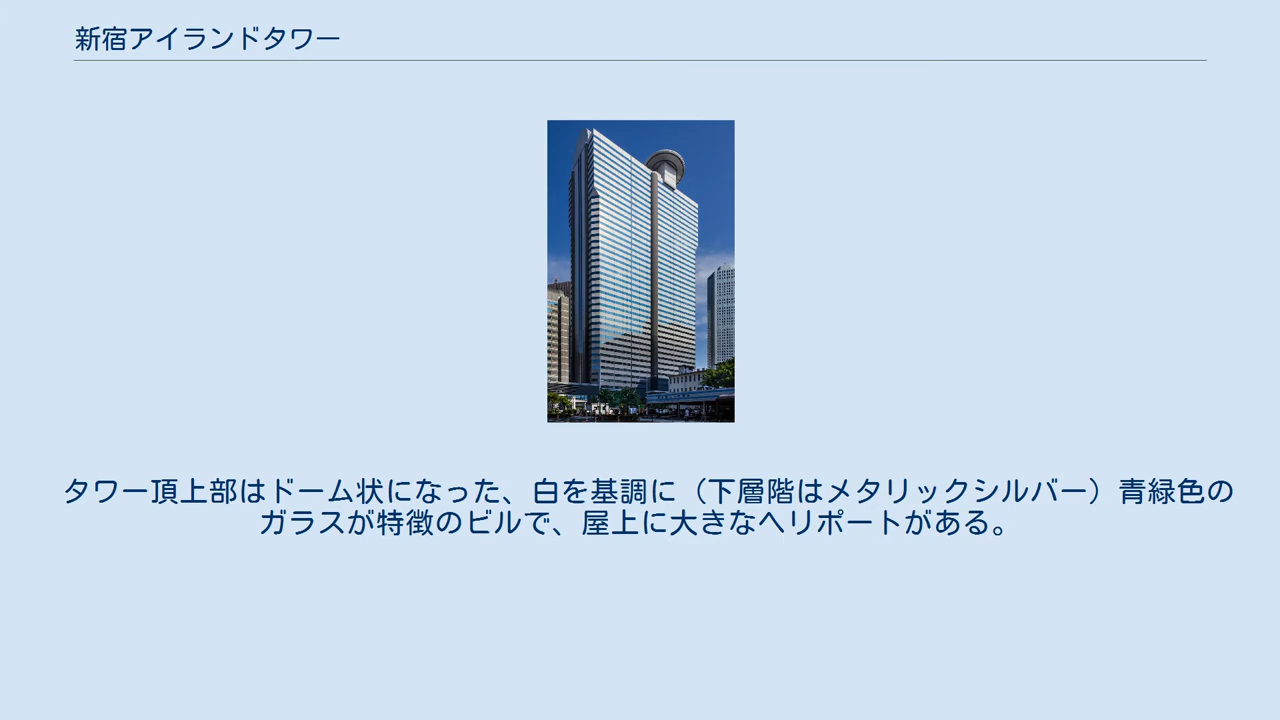 新宿アイランドタワー
タワー頂上部はドーム状になった、白を基調に（下層階はメタリックシルバー）青緑色の
ガラスが特徴のビルで、屋上に大きなヘリポートがある。